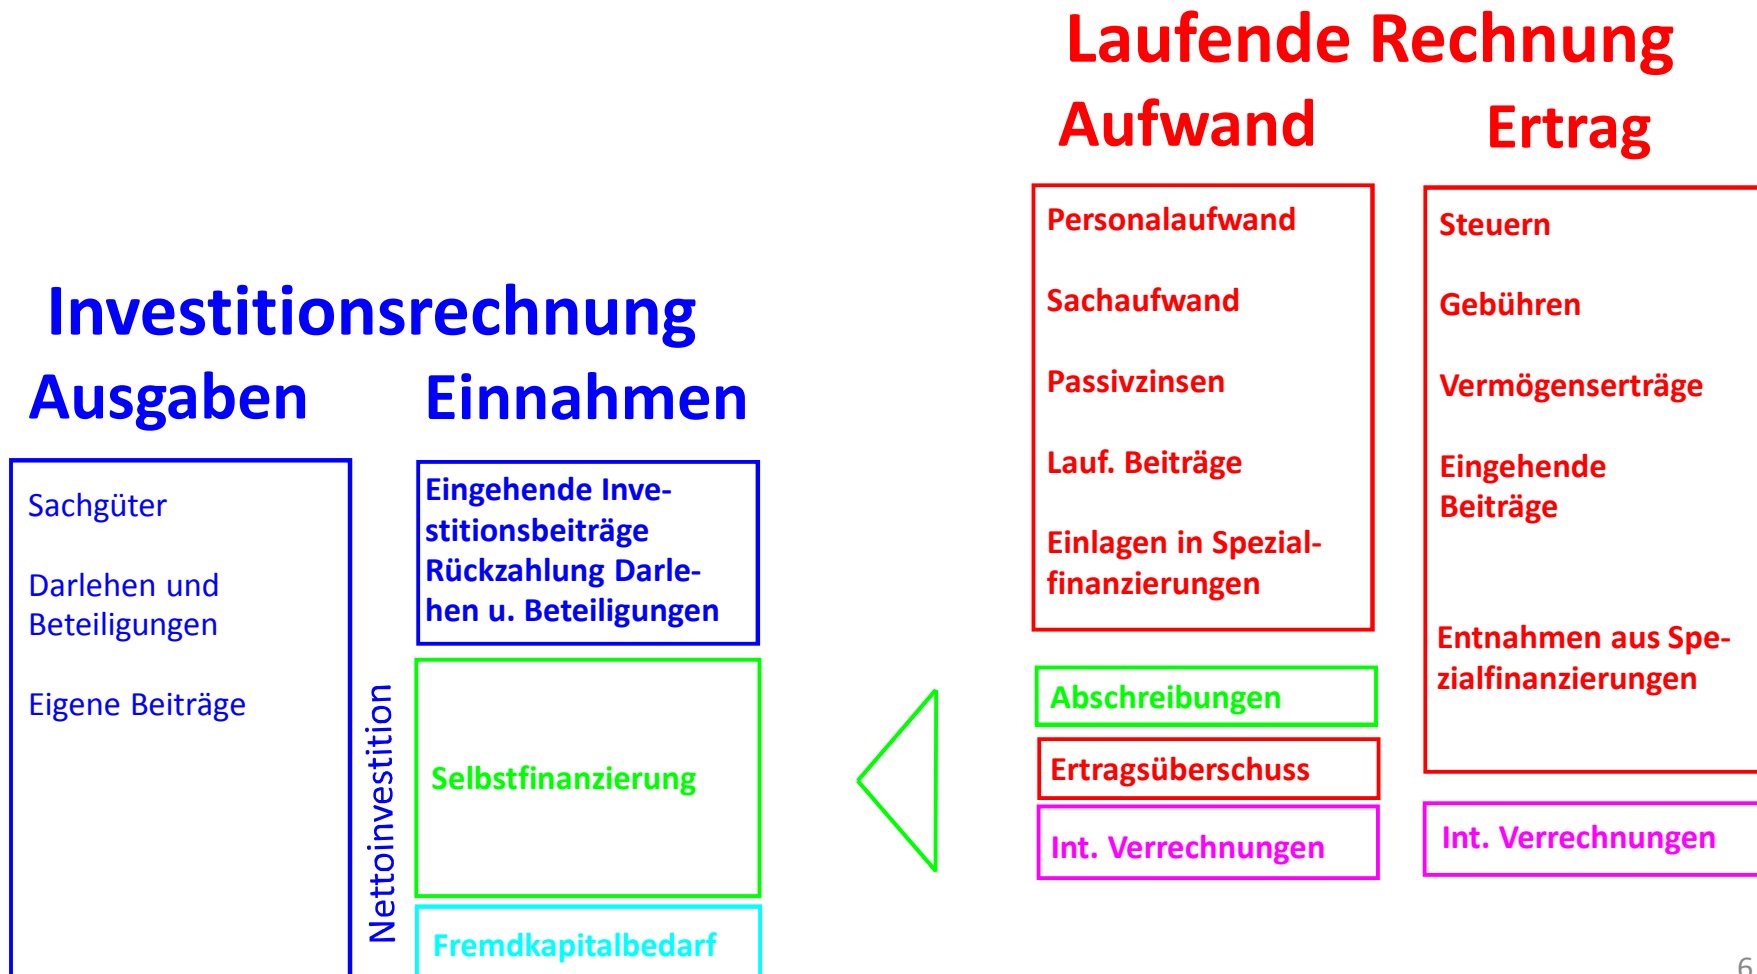 Laufende Rechnung
Aufwand
Ertrag
Personalaufwand
Sachaufwand
Passivzinsen
Lauf. Beiträge
Einlagen in Spezial-
finanzierungen
Abschreibungen
Ertragsüberschuss
Int. Verrechnungen
Steuern
Gebühren
Vermögenserträge
Eingehende
Beiträge
Entnahmen aus Spe-
zialfinanzierungen
Int. Verrechnungen
Investitionsrechnung
Ausgaben
Einnahmen
Sachgüter
Darlehen und
Beteiligungen
Eigene Beiträge
Nettoinvestition
Eingehende Inve-
stitionsbeiträge
Rückzahlung Darle-
hen u. Beteiligungen
Selbstfinanzierung
Fremdkapitalbedarf
6